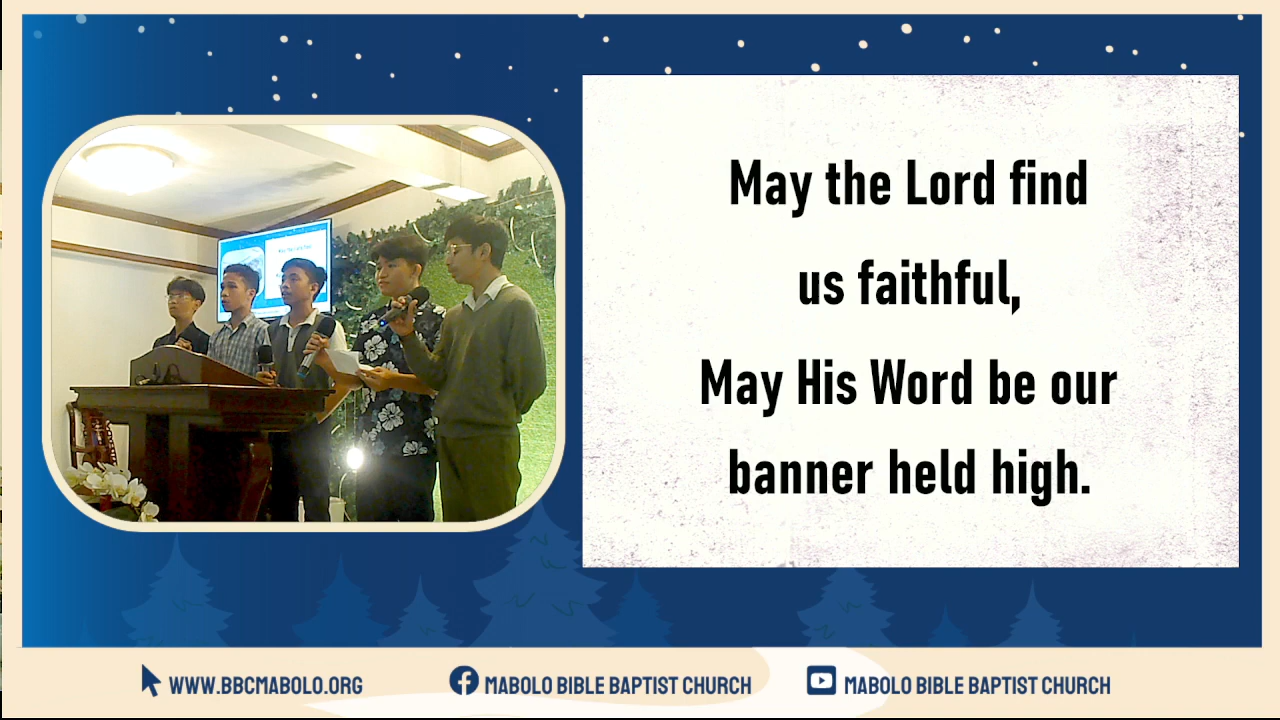 May the Lord find
us faithful,
May His Word be our
banner held high.
WWW.BBCMABOLO.ORG
MABOLO BIBLE BAPTIST CHURCH
MABOLO BIBLE BAPTIST CHURCH